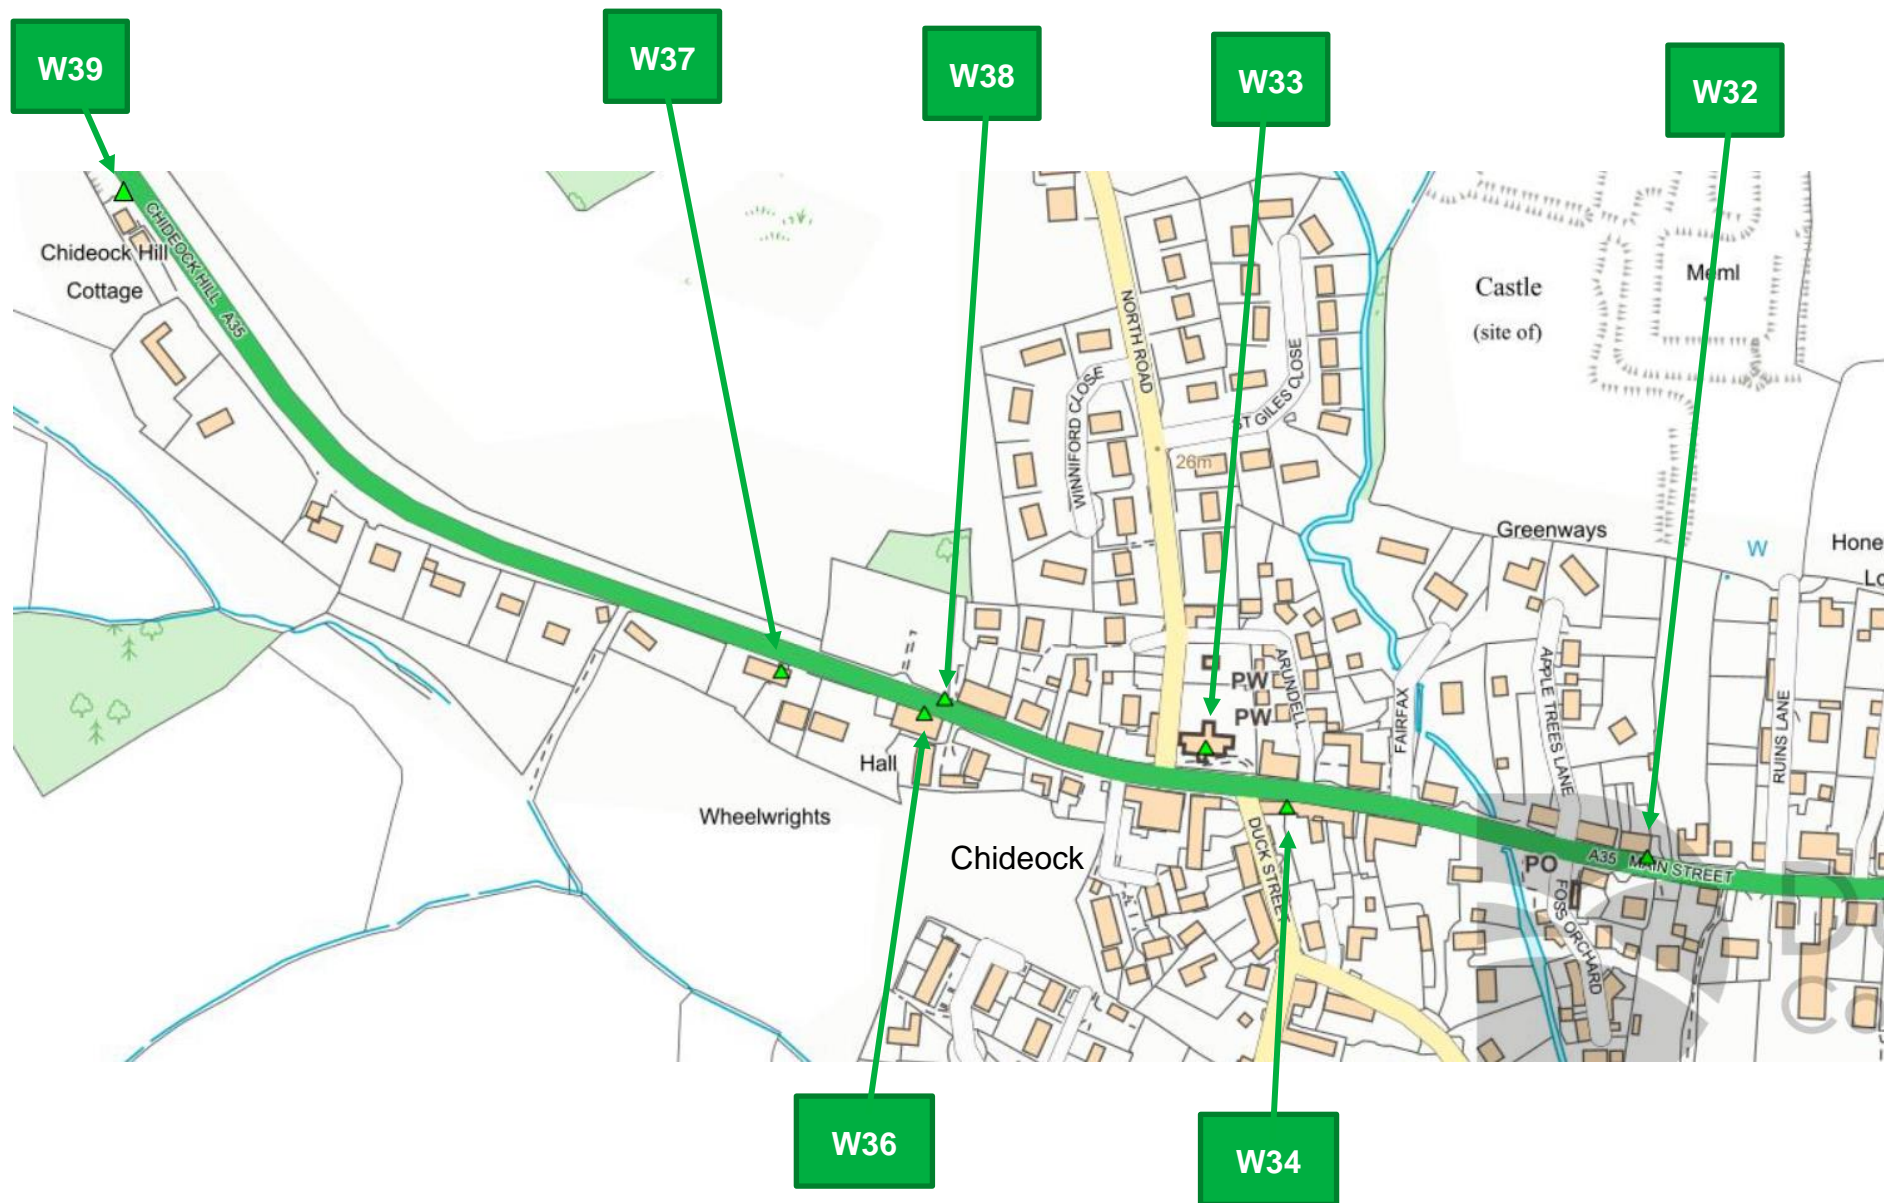 W39
W37
W38
W33
W32
CHIDEOCK HILL A35
Chideock Hill
Cottage
NORTH ROAD
WINNIFORD CLOSE
ST GILES CLOSE
26m
Castle
(site of)
Meml
Greenways
W
PW
PW
ARUNDELL
FAIRFAX
APPLE TREES LANE
RUINS LANE
Hall
Wheelwrights
Chideock
DUCK STREET
A35 MAIN STREET
PO
FOSS ORCHARD
W36
W34